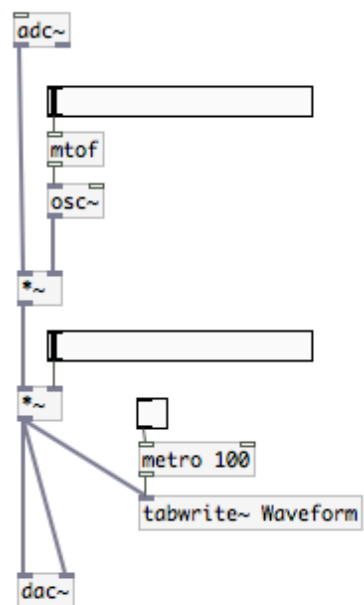 adc~
mtof
osc~
*~
*~
metro 100
tabwrite~ Waveform
dac~